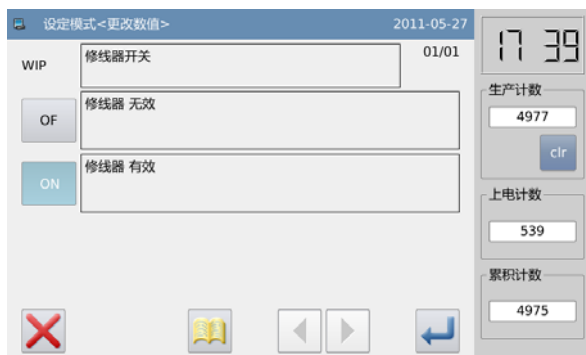 设定模式<更改数值>
2011-05-27
17 39
WIP
修线器开关
01/01
OF
修线器 无效
ON
修线器 有效
生产计数
4977
clr
上电计数
539
累积计数
4975